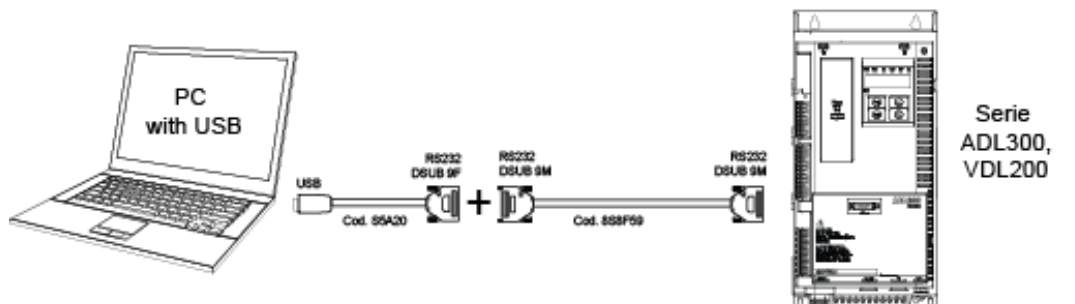 PC
with USB
USB
Cod. S5A20
RS232
DSUB 9F
+
RS232
DSUB 9M
Cod. 8S8F59
RS232
DSUB 9M
Serie
ADL300,
VDL200